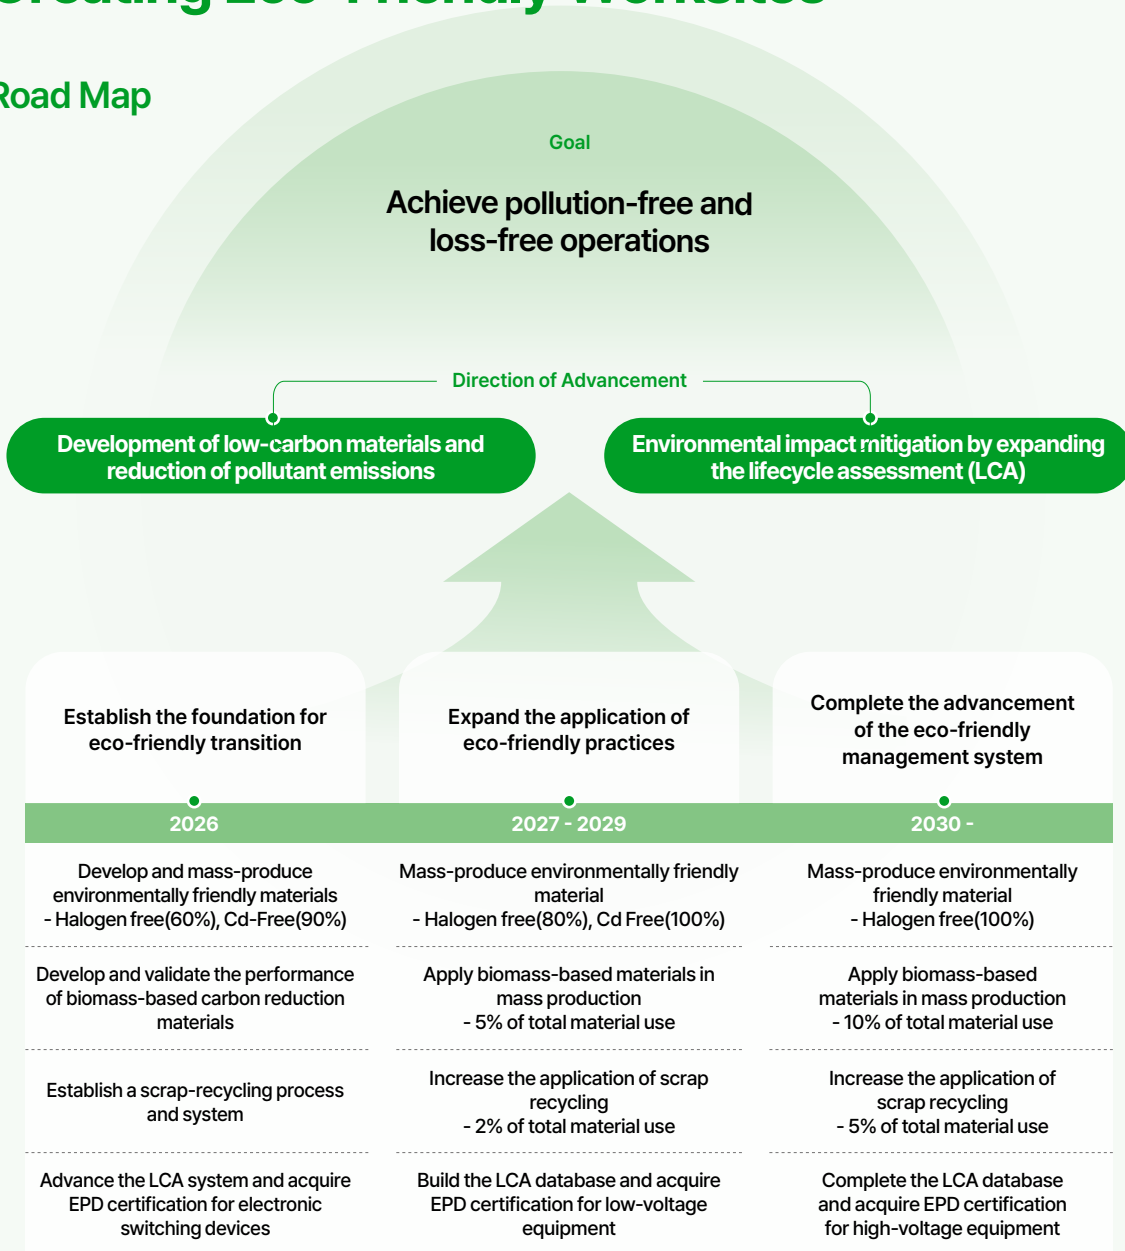 Creating Eco-Friendly Worksites
Road Map
Goal
Achieve pollution-free and
loss-free operations
Direction of Advancement
Development of low-carbon materials and
reduction of pollutant emissions
Environmental impact mitigation by expanding
the lifecycle assessment (LCA)
Establish the foundation for
eco-friendly transition
Expand the application of
eco-friendly practices
Complete the advancement
of the eco-friendly
management system
2026
2027 - 2029
2030 -
Develop and mass-produce
environmentally friendly materials
- Halogen free(60%), Cd-Free(90%)
Mass-produce environmentally friendly
material
- Halogen free(80%), Cd Free(100%)
Mass-produce environmentally
friendly material
- Halogen free(100%)
Develop and validate the performance
of biomass-based carbon reduction
materials
Apply biomass-based materials in
mass production
- 5% of total material use
Apply biomass-based
materials in mass production
- 10% of total material use
Establish a scrap-recycling process
and system
Increase the application of scrap
recycling
- 2% of total material use
Increase the application of
scrap recycling
- 5% of total material use
Advance the LCA system and acquire
EPD certification for electronic
switching devices
Build the LCA database and acquire
EPD certification for low-voltage
equipment
Complete the LCA database
and acquire EPD certification
for high-voltage equipment